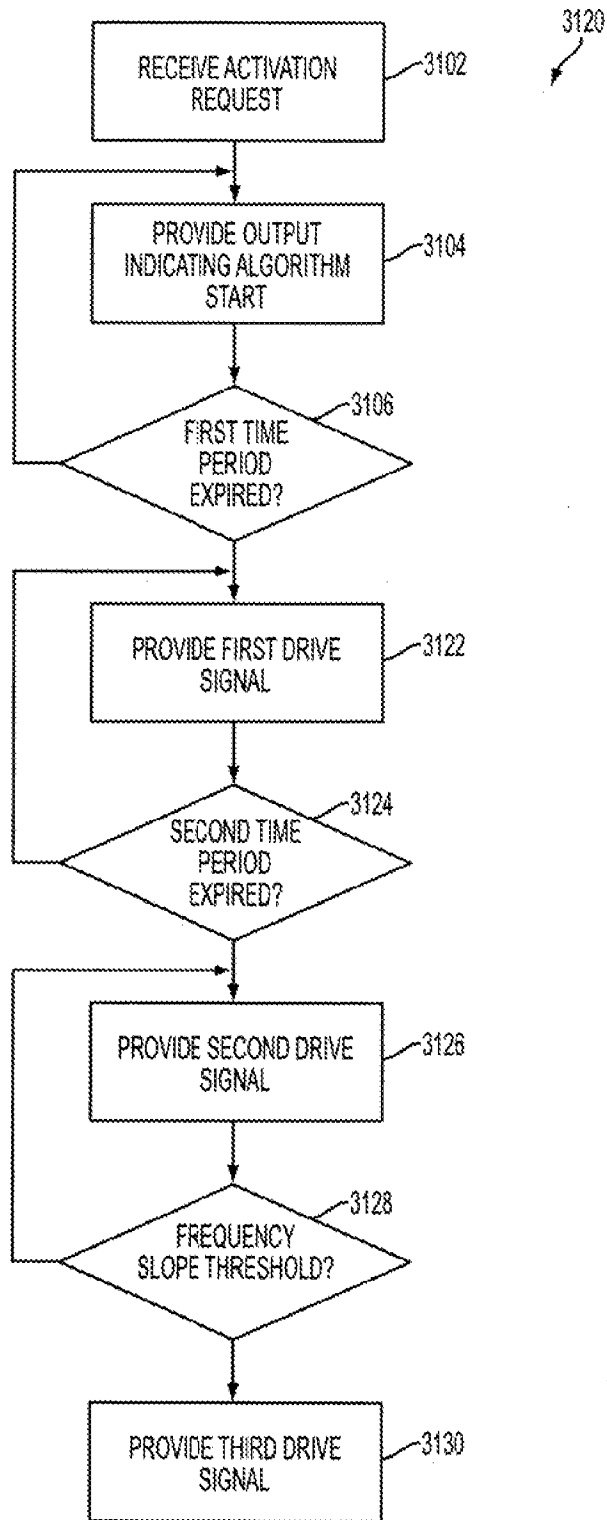 3120
RECEIVE ACTIVATION
REQUEST
3102
PROVIDE OUTPUT
INDICATING ALGORITHM
START
3104
3106
FIRST TIME
PERIOD
EXPIRED?
PROVIDE FIRST DRIVE
SIGNAL
3122
3124
SECOND TIME
PERIOD
EXPIRED?
PROVIDE SECOND DRIVE
SIGNAL
3126
3128
FREQUENCY
SLOPE THRESHOLD?
PROVIDE THIRD DRIVE
SIGNAL
3130